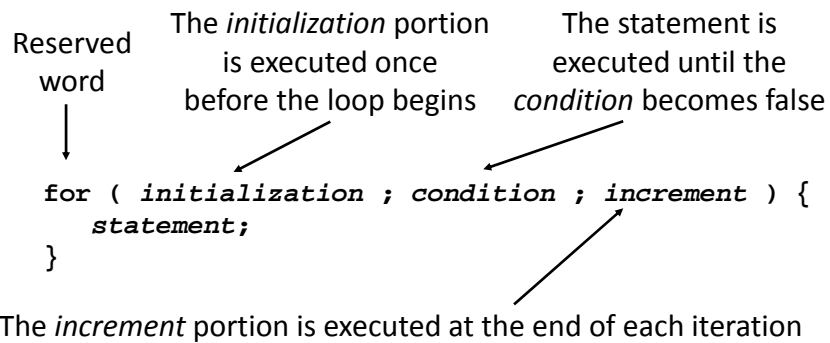 Reserved
word
The initialization portion
is executed once
before the loop begins
The statement is
executed until the
condition becomes false
for ( initialization ; condition ; increment ) {
statement;
}
The increment portion is executed at the end of each iteration